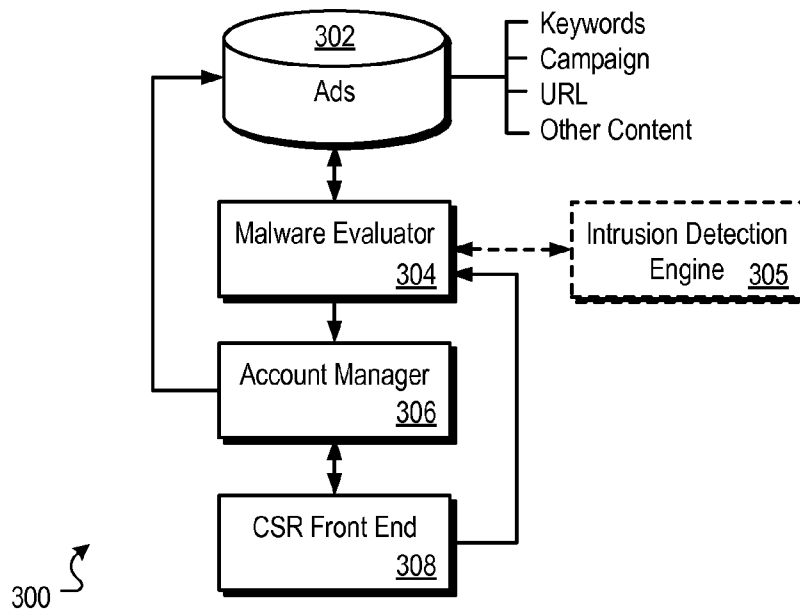 302
Ads
Keywords
Campaign
URL
Other Content
Malware Evaluator
304
Intrusion Detection
Engine 305
Account Manager
306
CSR Front End
308
300